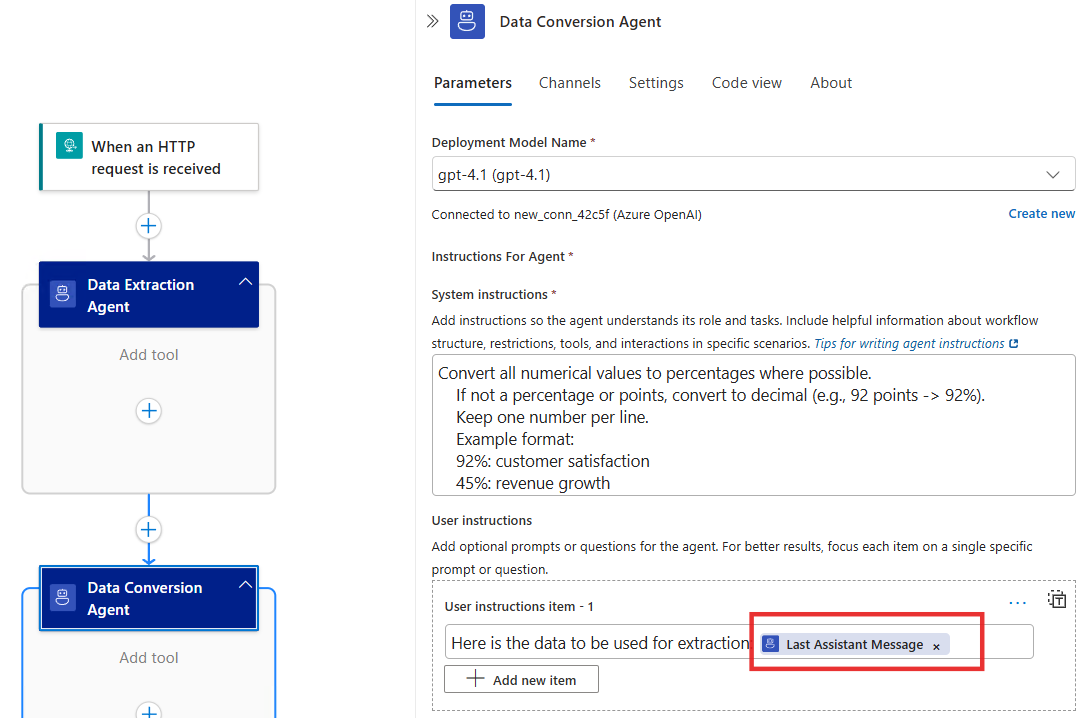 When an HTTP
request is received
Data Extraction
Agent
Add tool
Data Conversion
Agent
Add tool
Data Conversion Agent
Parameters
Channels
Settings
Code view
About
Deployment Model Name *
gpt-4.1 (gpt-4.1)
Connected to new_conn_42c5f (Azure OpenAI)
Create new
Instructions For Agent *
System instructions *
Add instructions so the agent understands its role and tasks. Include helpful information about workflow
structure, restrictions, tools, and interactions in specific scenarios. Tips for writing agent instructions
Convert all numerical values to percentages where possible.
If not a percentage or points, convert to decimal (e.g., 92 points -> 92%).
Keep one number per line.
Example format:
92%: customer satisfaction
45%: revenue growth
User instructions
Add optional prompts or questions for the agent. For better results, focus each item on a single specific
prompt or question.
User instructions item - 1
Here is the data to be used for extraction
Last Assistant Message ×
Add new item